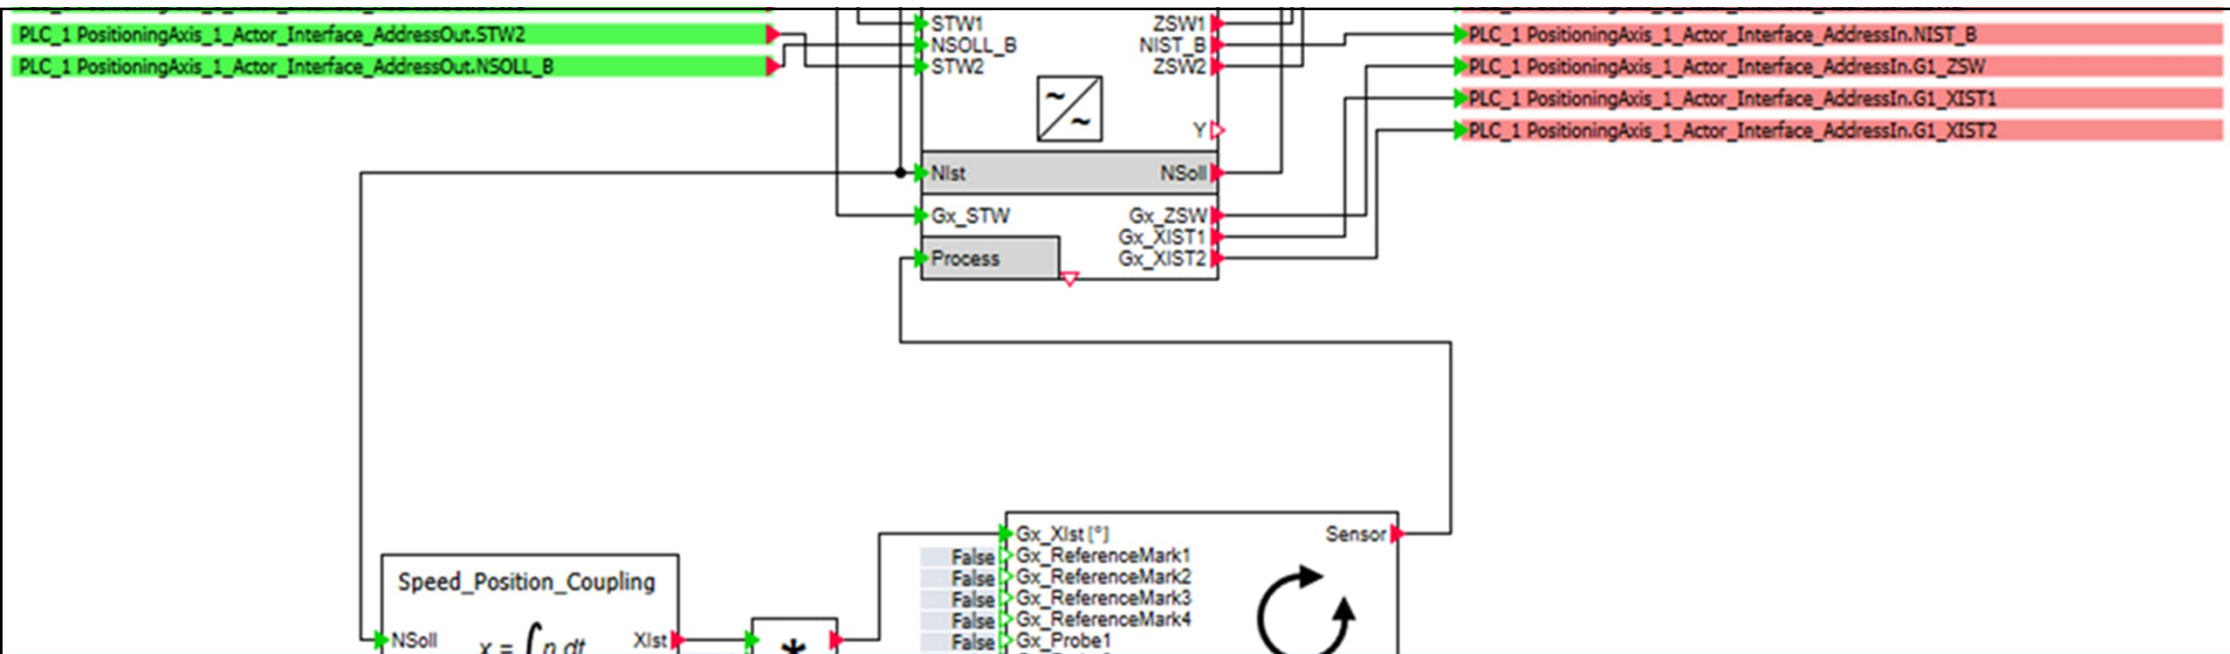 STW1 ZSW1
PLC_1 PositioningAxis_1_Actor_Interface_AddressOut.STW2 NSOLL_B NIST_B PLC_1 PositioningAxis_1_Actor_Interface_AddressIn.NIST_B
PLC_1 PositioningAxis_1_Actor_Interface_AddressOut.NSOLL_B STW2 ZSW2 PLC_1 PositioningAxis_1_Actor_Interface_AddressIn.G1_ZSW
~ PLC_1 PositioningAxis_1_Actor_Interface_AddressIn.G1_XIST1
~ Y PLC_1 PositioningAxis_1_Actor_Interface_AddressIn.G1_XIST2
NIst NSoll
Gx_STW Gx_ZSW
Gx_XIST1
Process Gx_XIST2
Gx_XIst [°] Sensor
False Gx_ReferenceMark1
Speed_Position_Coupling False Gx_ReferenceMark2
False Gx_ReferenceMark3
False Gx_ReferenceMark4
NSoll x = ∫n dt XIst * False Gx_Probe1